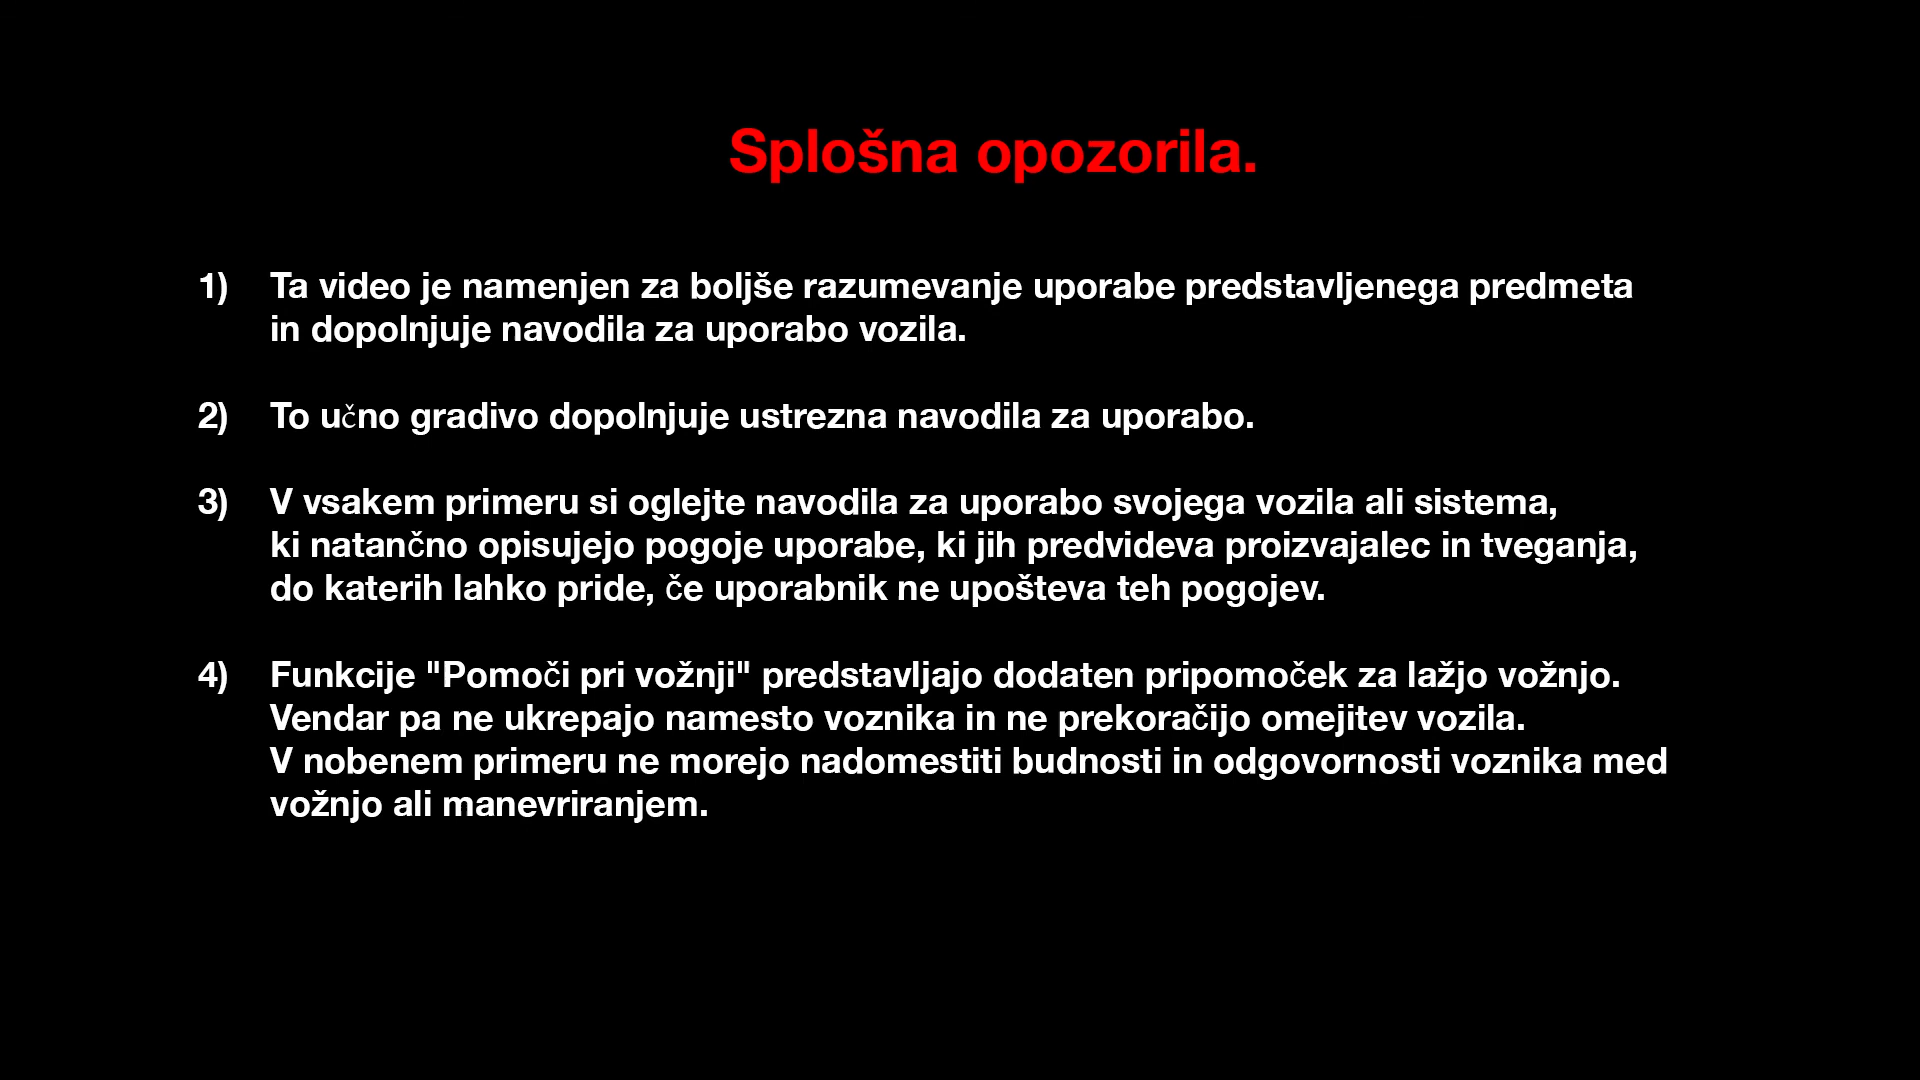 Splošna opozorila.
1) Ta video je namenjen za boljše razumevanje uporabe predstavljenega predmeta
in dopolnjuje navodila za uporabo vozila.
2) To učno gradivo dopolnjuje ustrezna navodila za uporabo.
3) V vsakem primeru si oglejte navodila za uporabo svojega vozila ali sistema,
ki natančno opisujejo pogoje uporabe, ki jih predvideva proizvajalec in tveganja,
do katerih lahko pride, če uporabnik ne upošteva teh pogojev.
4) Funkcije "Pomoči pri vožnji" predstavljajo dodaten pripomoček za lažjo vožnjo.
Vendar pa ne ukrepajo namesto voznika in ne prekoračijo omejitev vozila.
V nobenem primeru ne morejo nadomestiti budnosti in odgovornosti voznika med
vožnjo ali manevriranjem.